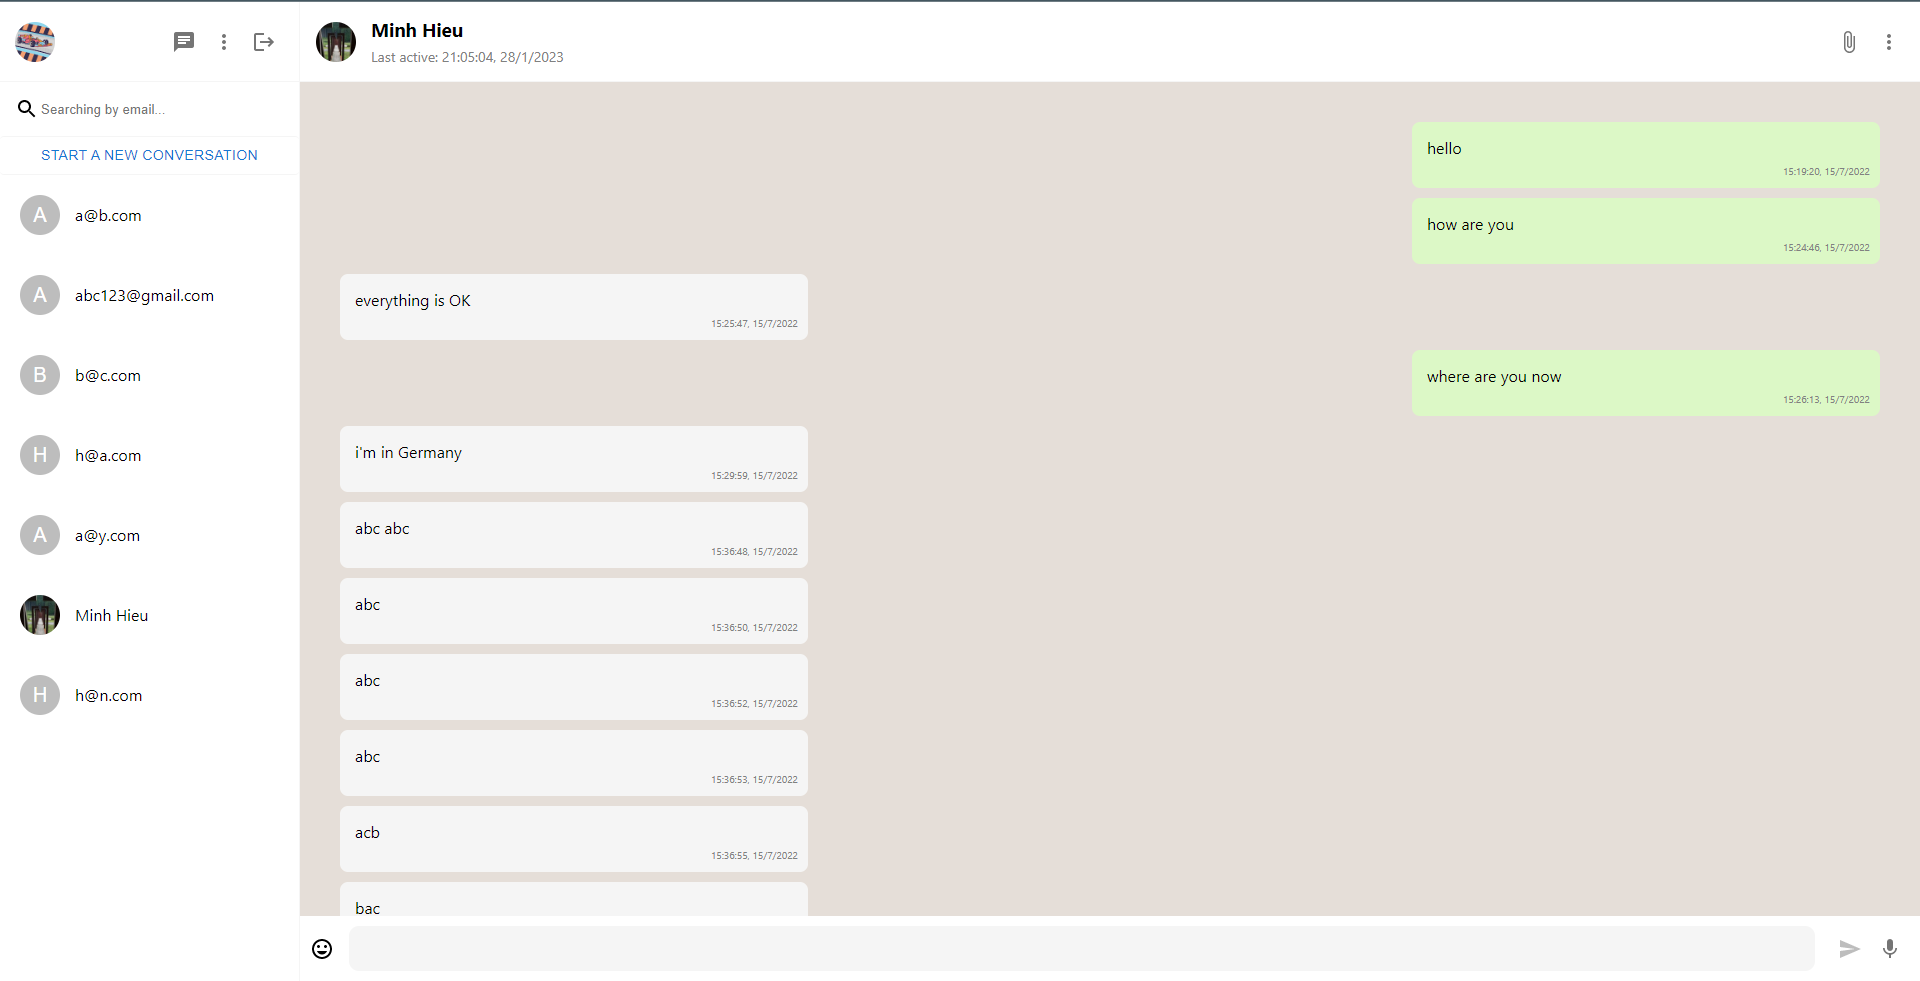 Minh Hieu
Last active: 21:05:04, 28/1/2023
Searching by email...
START A NEW CONVERSATION
A a@b.com
A abc123@gmail.com
B b@c.com
H h@a.com
A a@y.com
Minh Hieu
H h@n.com
hello
15:19:20, 15/7/2022
how are you
15:24:46, 15/7/2022
everything is OK
15:25:47, 15/7/2022
where are you now
15:26:13, 15/7/2022
i'm in Germany
15:29:59, 15/7/2022
abc abc
15:36:48, 15/7/2022
abc
15:36:50, 15/7/2022
abc
15:36:52, 15/7/2022
abc
15:36:53, 15/7/2022
acb
15:36:55, 15/7/2022
bac